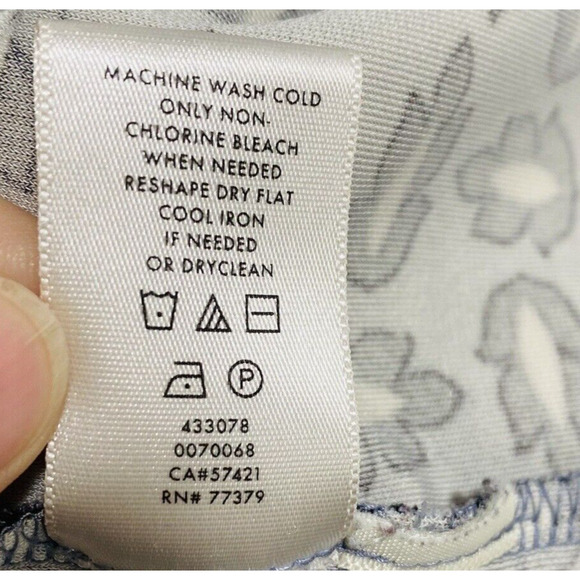 MACHINE WASH COLD
ONLY NON-
CHLORINE BLEACH
WHEN NEEDED
RESHAPE DRY FLAT
COOL IRON
IF NEEDED
OR DRYCLEAN
P
433078
0070068
CA#57421
RN# 77379